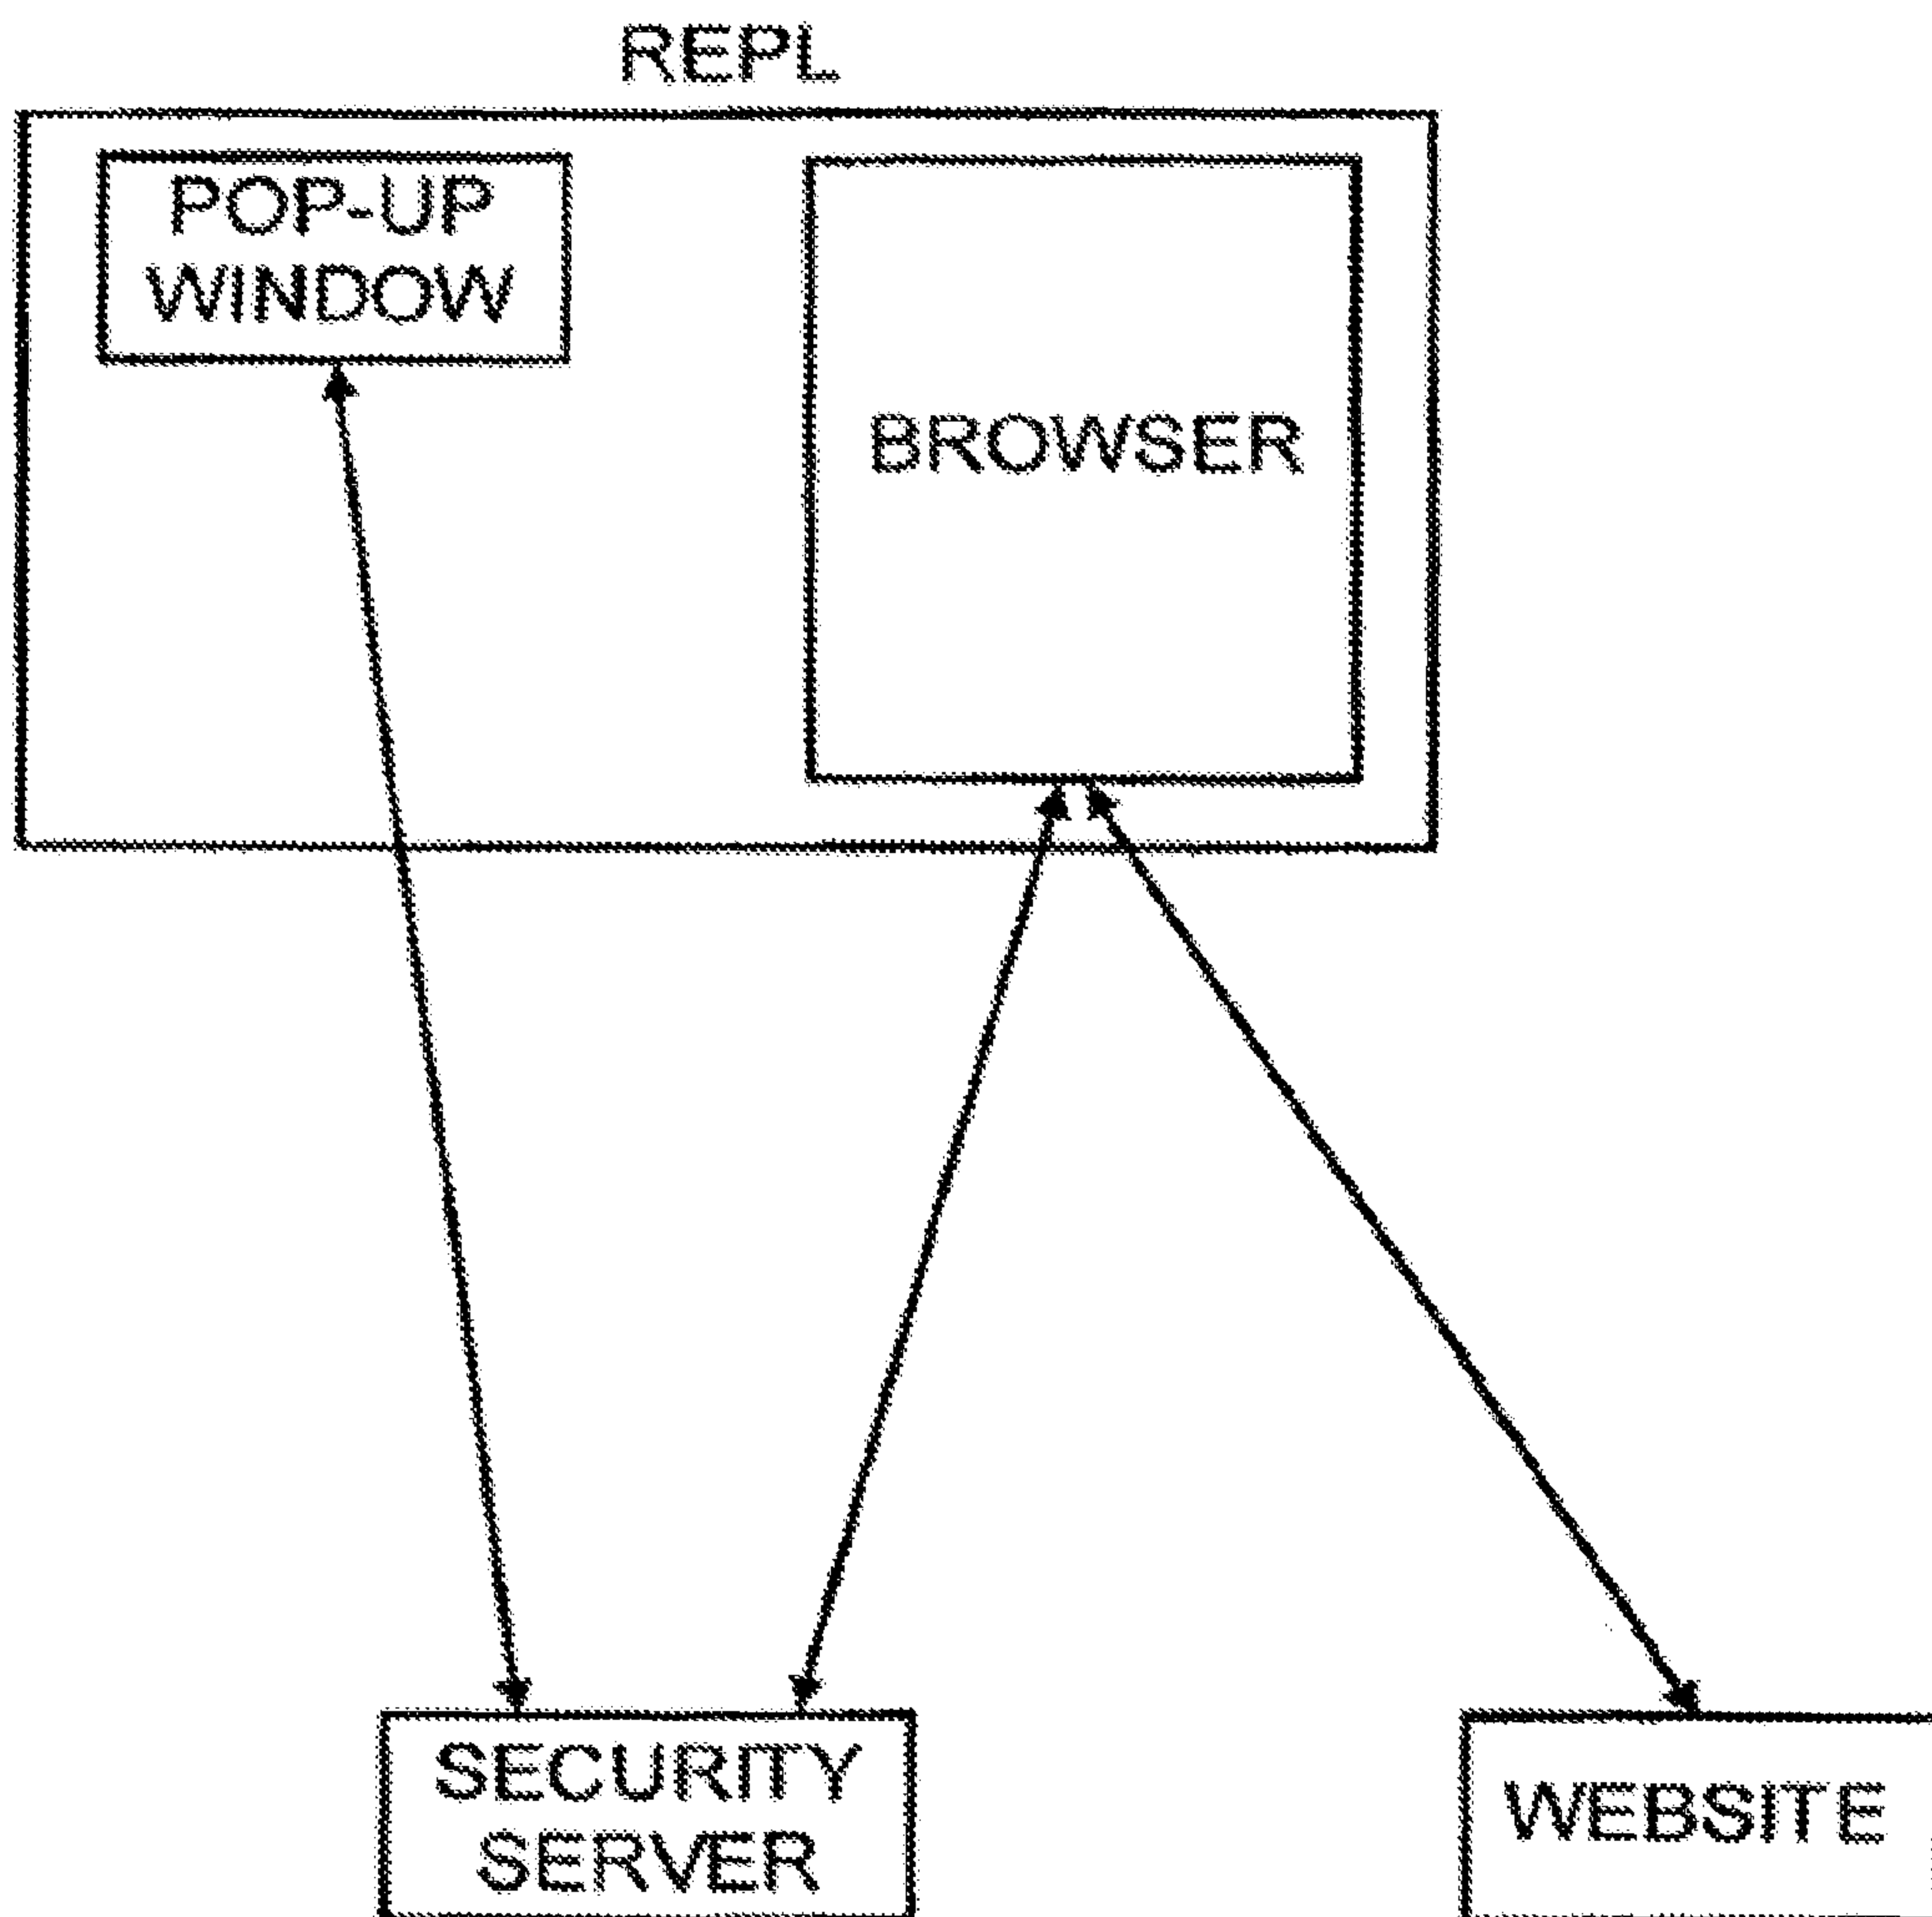 REPL
POP-UP
WINDOW
BROWSER
SECURITY
SERVER
WEBSITE